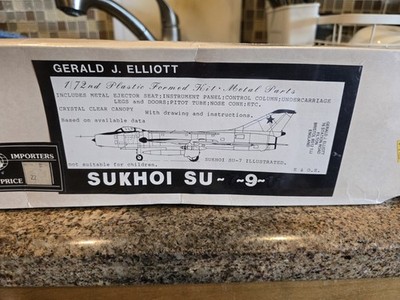 GERALD J. ELLIOTT
1/72nd Plastic Formed Kit · Metal Parts
INCLUDES METAL EJECTOR SEAT; INSTRUMENT PANEL; CONTROL COLUMN; UNDERCARRIAGE
LEGS and DOORS; PITOT TUBE; NOSE CONE; ETC.
CRYSTAL CLEAR CANOPY
With drawing and instructions.
based on available data
SUKHOI SU-7 ILLUSTRATED.
not suitable for children.
SUKHOI SU- -9-
IMPORTERS
PRICE